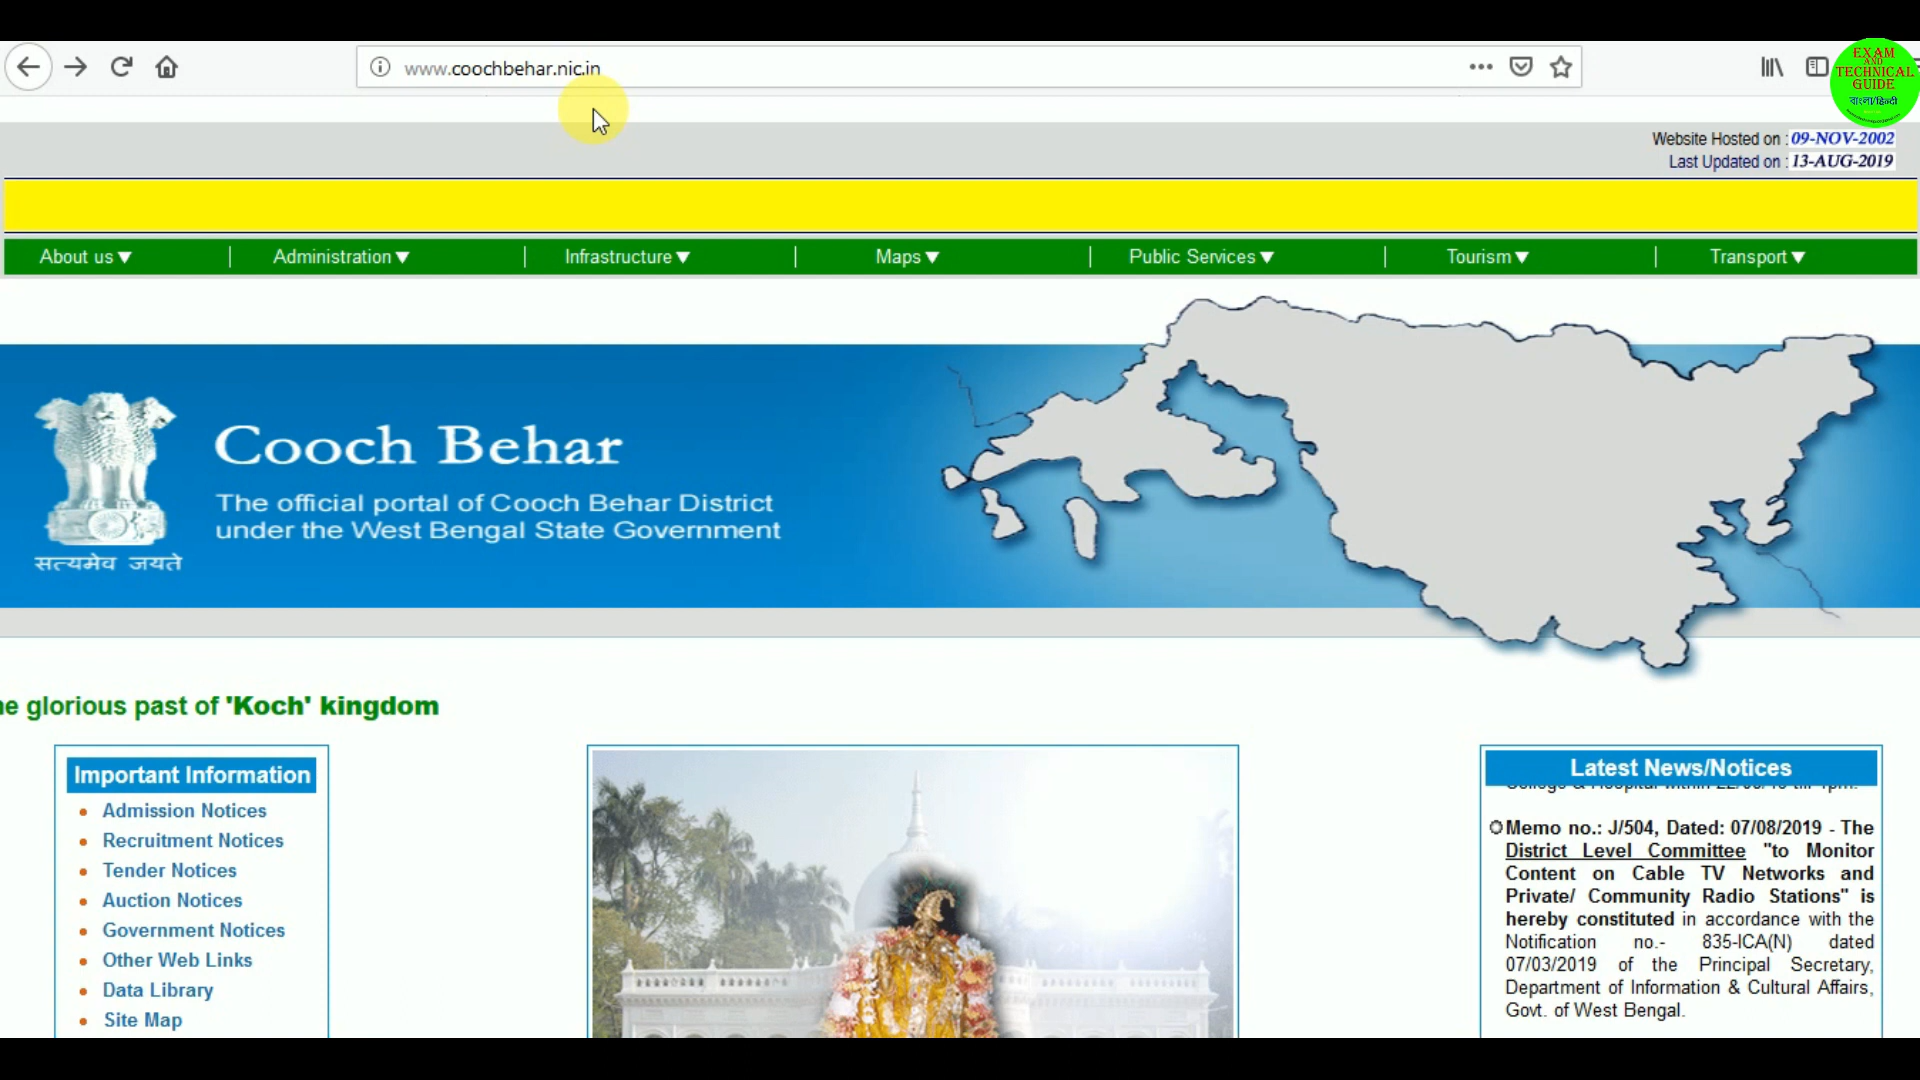 www.coochbehar.nic.in
EXAM
AND
TECHNICAL
GUIDE
বাংলা/हिन्दी
Website Hosted on : 09-NOV-2002
Last Updated on : 13-AUG-2019
About us▼ | Administration▼ | Infrastructure▼ | Maps▼ | Public Services▼ | Tourism▼ | Transport▼
Cooch Behar
The official portal of Cooch Behar District
under the West Bengal State Government
सत्यमेव जयते
glorious past of 'Koch' kingdom
Important Information
Admission Notices
Recruitment Notices
Tender Notices
Auction Notices
Government Notices
Other Web Links
Data Library
Site Map
Latest News/Notices
Memo no.: J/504, Dated: 07/08/2019 - The
District Level Committee "to Monitor
Content on Cable TV Networks and
Private/ Community Radio Stations" is
hereby constituted in accordance with the
Notification no.- 835-ICA(N) dated
07/03/2019 of the Principal Secretary,
Department of Information & Cultural Affairs,
Govt. of West Bengal.